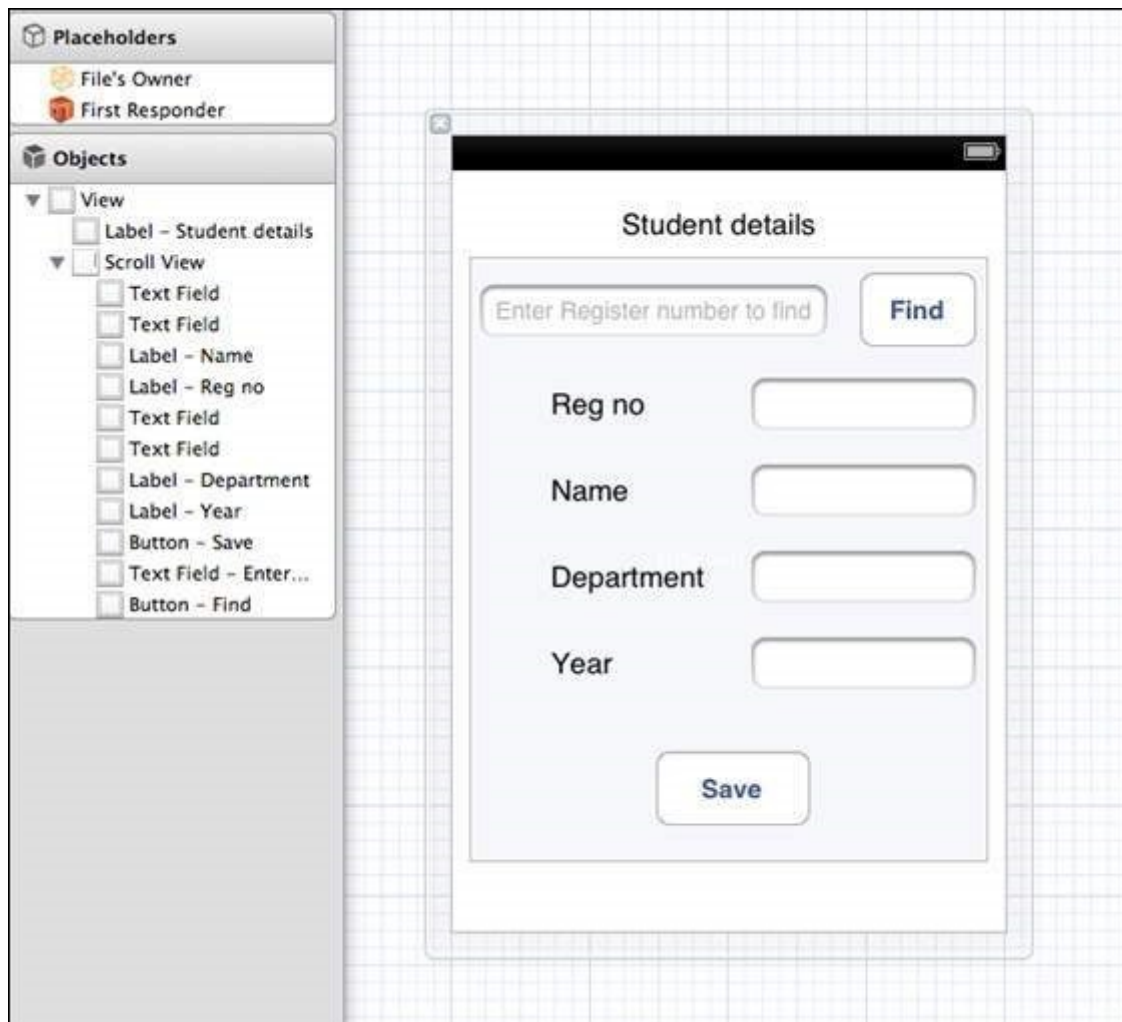 Placeholders
File's Owner
First Responder
Objects
View
Label - Student details
Scroll View
Text Field
Text Field
Label - Name
Label - Reg no
Text Field
Text Field
Label - Department
Label - Year
Button - Save
Text Field - Enter...
Button - Find
Student details
Enter Register number to find
Find
Reg no
Name
Department
Year
Save